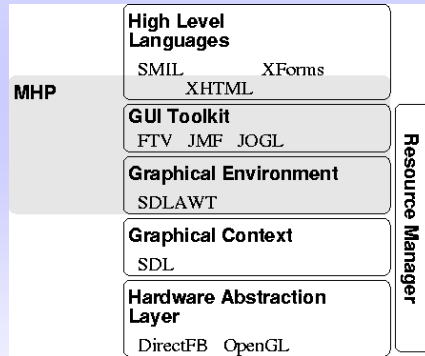 High Level
Languages
SMIL XForms
XHTML
MHP
GUI Toolkit
FTV JMF JOGL
Graphical Environment
SDLAWT
Graphical Context
SDL
Hardware Abstraction
Layer
DirectFB OpenGL
Resource Manager